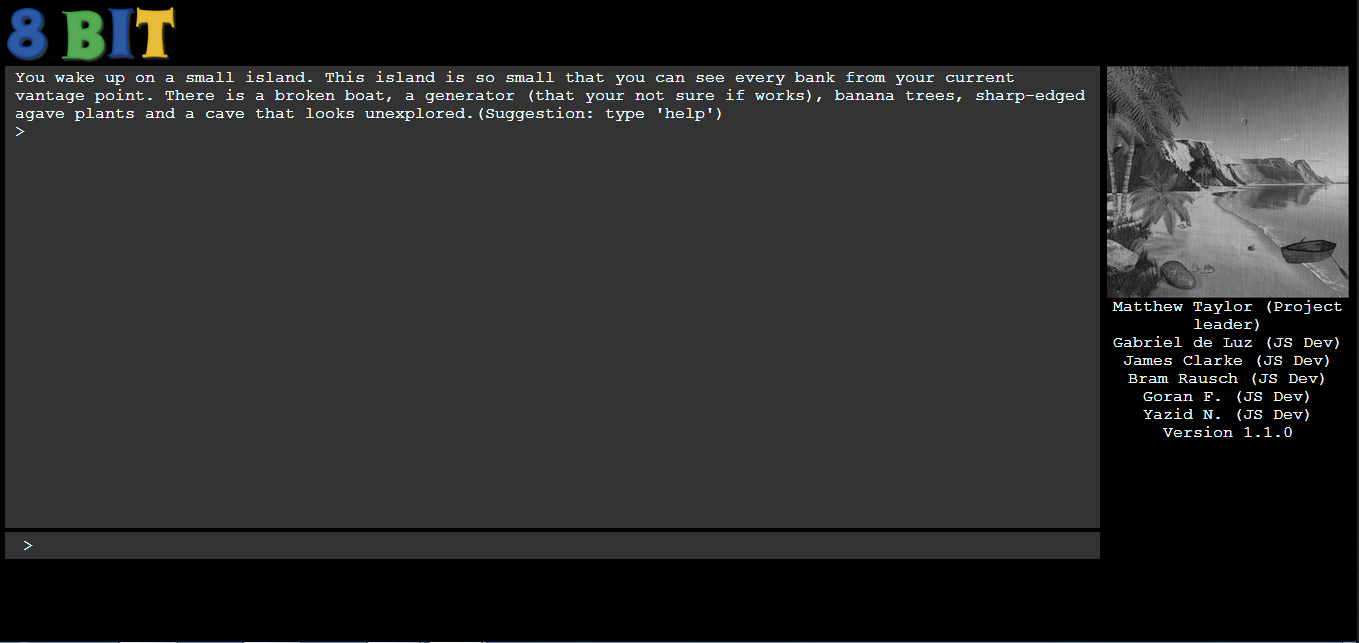 8 BIT
You wake up on a small island. This island is so small that you can see every bank from your current
vantage point. There is a broken boat, a generator (that your not sure if works), banana trees, sharp-edged
agave plants and a cave that looks unexplored.(Suggestion: type 'help')
>
>
Matthew Taylor (Project
leader)
Gabriel de Luz (JS Dev)
James Clarke (JS Dev)
Bram Rausch (JS Dev)
Goran F. (JS Dev)
Yazid N. (JS Dev)
Version 1.1.0